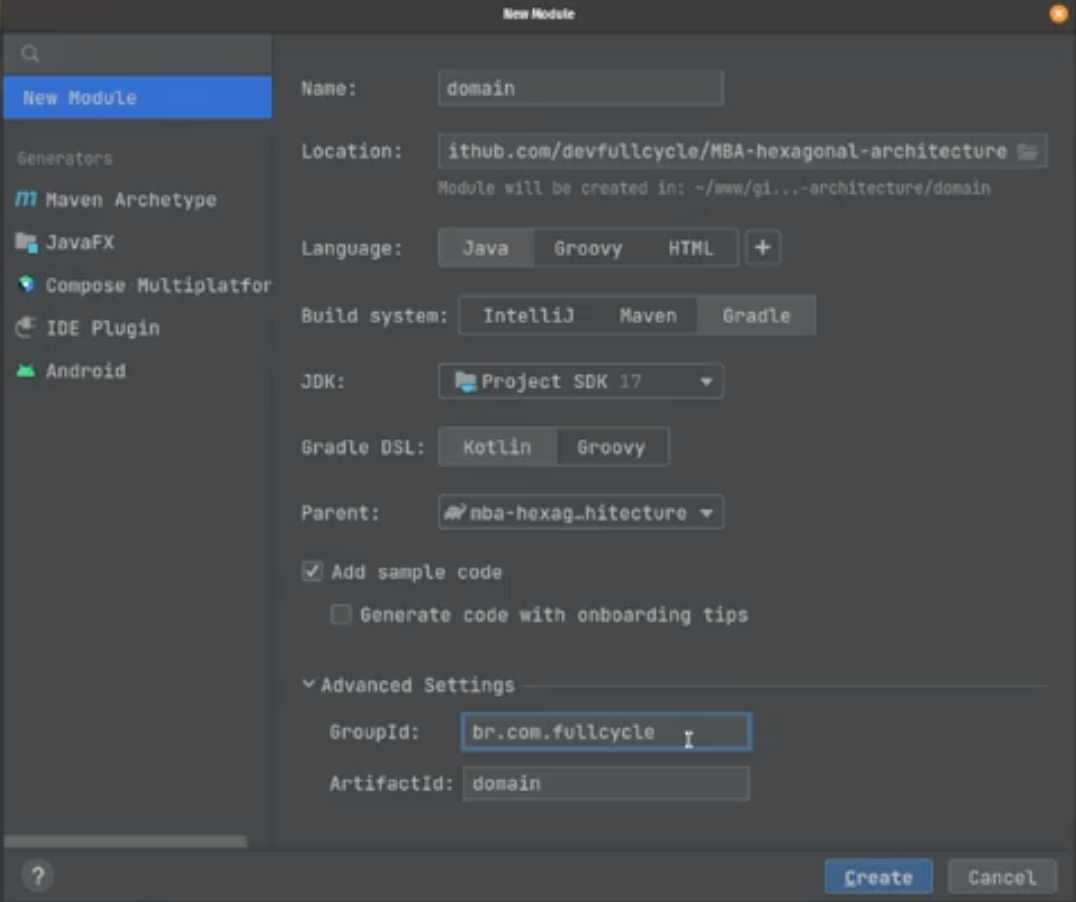 New Module
New Module
Generators
Maven Archetype
JavaFX
Compose Multiplatfor
IDE Plugin
Android
Name: domain
Location: ithub.com/devfullcycle/MBA-hexagonal-architecture
Module will be created in: ~/www/gi...-architecture/domain
Language: Java Groovy HTML +
Build system: IntelliJ Maven Gradle
JDK: Project SDK 17
Gradle DSL: Kotlin Groovy
Parent: mba-hexag…hitecture
Add sample code
Generate code with onboarding tips
Advanced Settings
GroupId: br.com.fullcycle
ArtifactId: domain
? Create Cancel